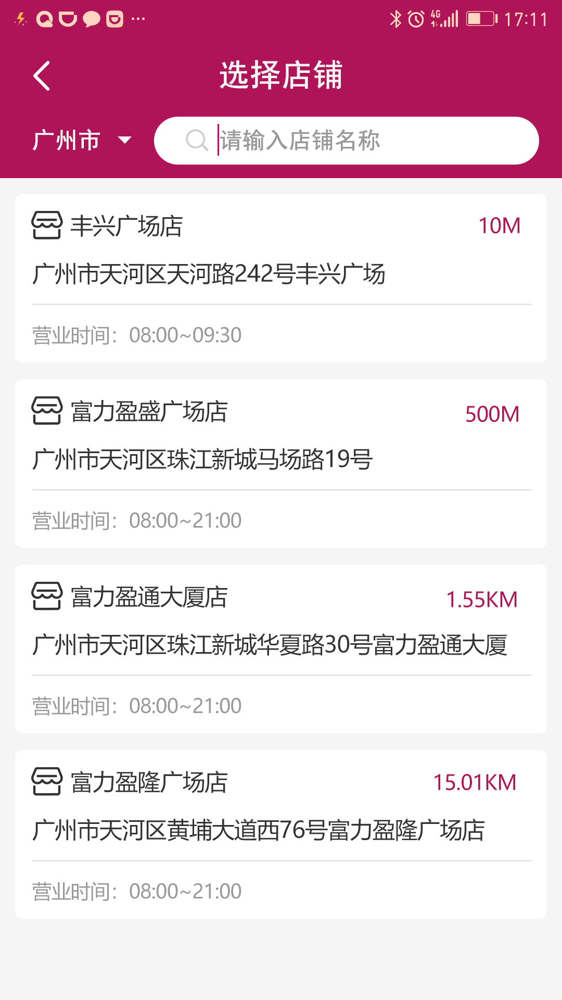 4G 17:11
选择店铺
广州市 请输入店铺名称
丰兴广场店 10M
广州市天河区天河路242号丰兴广场
营业时间：08:00~09:30
富力盈盛广场店 500M
广州市天河区珠江新城马场路19号
营业时间：08:00~21:00
富力盈通大厦店 1.55KM
广州市天河区珠江新城华夏路30号富力盈通大厦
营业时间：08:00~21:00
富力盈隆广场店 15.01KM
广州市天河区黄埔大道西76号富力盈隆广场店
营业时间：08:00~21:00